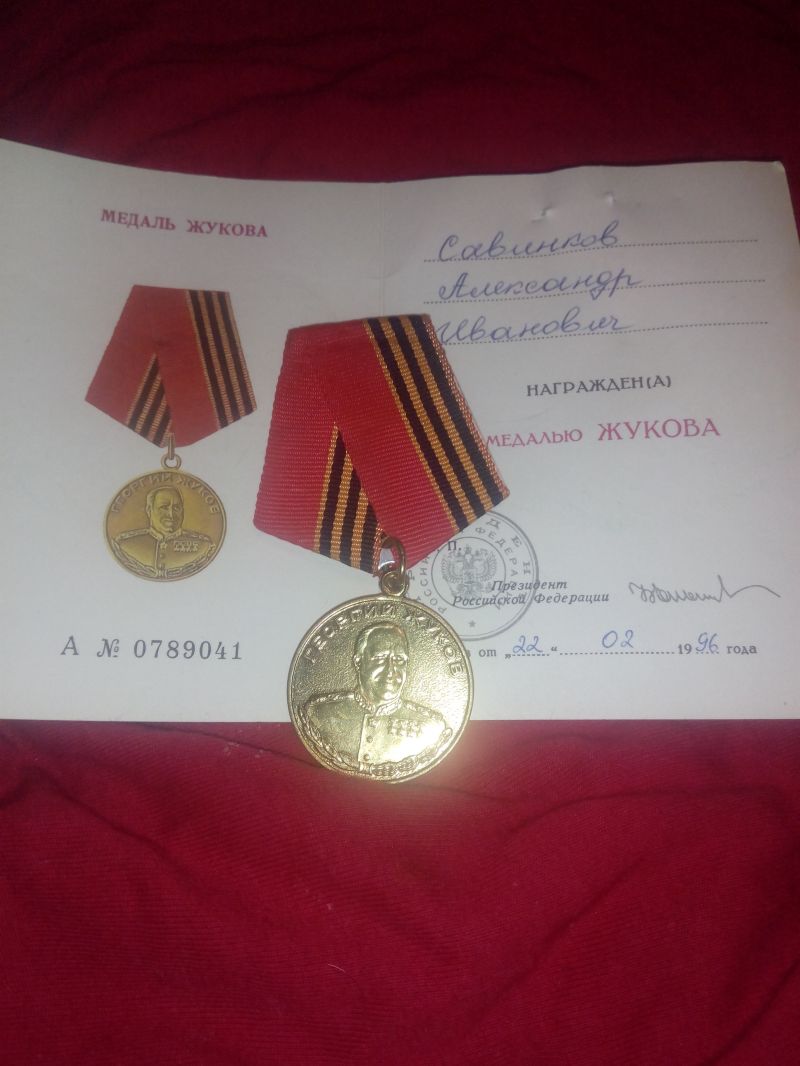 МЕДАЛЬ ЖУКОВА
ГЕОРГИЙ ЖУКОВ
А № 0789041
Савинков
Александр
Иванович
НАГРАЖДЕН(А)
МЕДАЛЬЮ ЖУКОВА
П.
Президент
Российской Федерации
от „22“ 02 1996 года
ГЕОРГИЙ ЖУКОВ